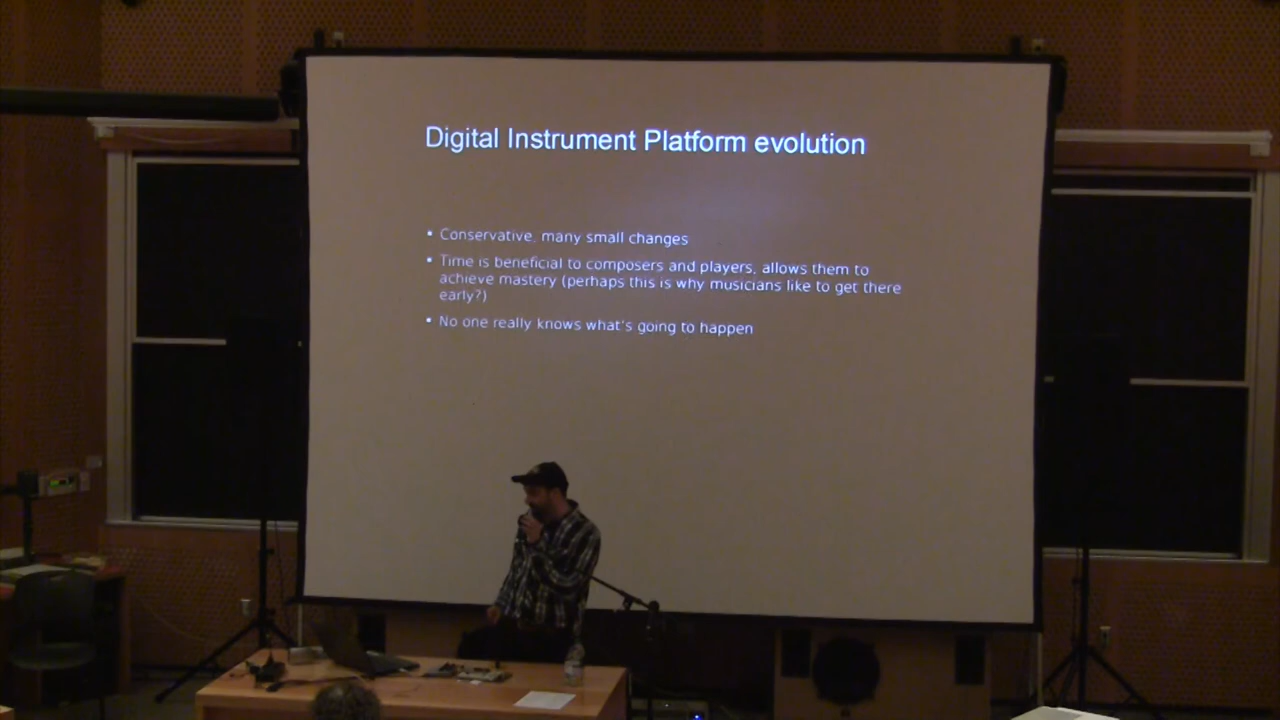 Digital Instrument Platform evolution
• Conservative, many small changes
• Time is beneficial to composers and players, allows them to
achieve mastery (perhaps this is why musicians like to get there
early?)
• No one really knows what's going to happen